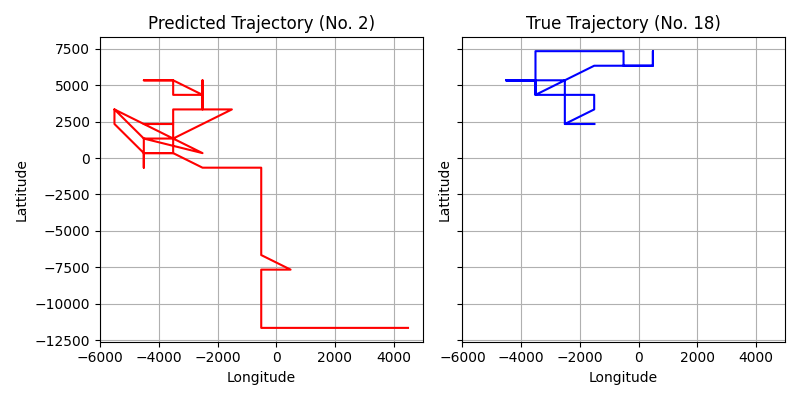 Predicted Trajectory (No. 2)
True Trajectory (No. 18)
7500
5000
2500
0
−2500
−5000
−7500
−10000
−12500
Lattitude
Lattitude
−6000 −4000 −2000 0 2000 4000
−6000 −4000 −2000 0 2000 4000
Longitude
Longitude